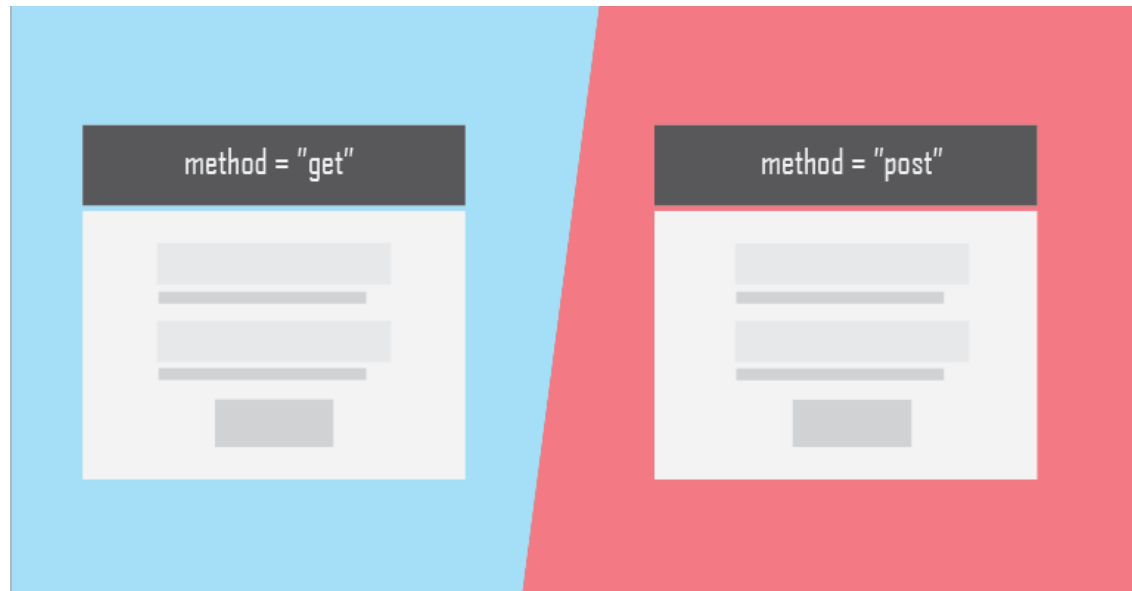 method = "get"
method = "post"